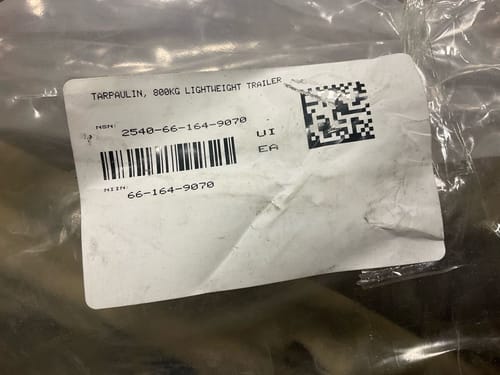 TARPAULIN, 800KG LIGHTWEIGHT TRAILER
NSN: 2540-66-164-9070
UI
EA
NIIN: 66-164-9070